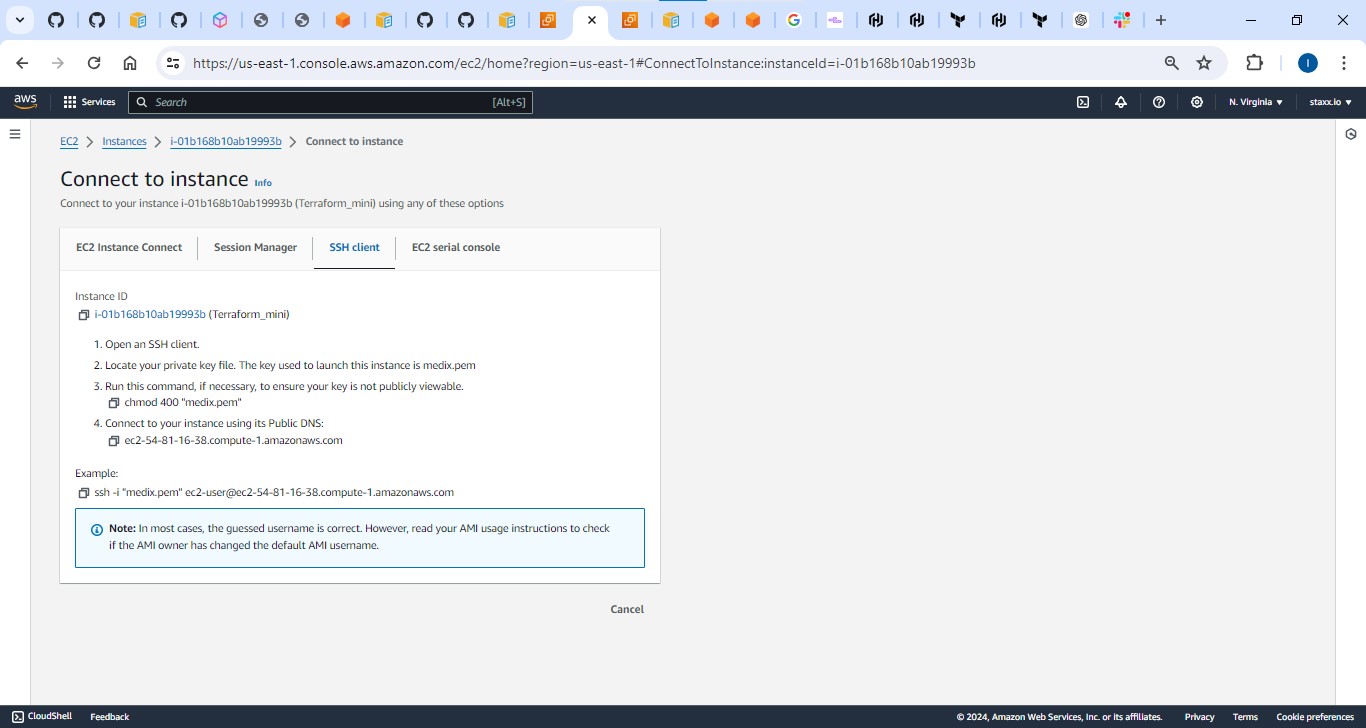 https://us-east-1.console.aws.amazon.com/ec2/home?region=us-east-1#ConnectToInstance:instanceId=i-01b168b10ab19993b
aws Services Search [Alt+S] N. Virginia staxx.io
EC2 Instances i-01b168b10ab19993b Connect to instance
Connect to instance Info
Connect to your instance i-01b168b10ab19993b (Terraform_mini) using any of these options
EC2 Instance Connect Session Manager SSH client EC2 serial console
Instance ID
i-01b168b10ab19993b (Terraform_mini)
1. Open an SSH client.
2. Locate your private key file. The key used to launch this instance is medix.pem
3. Run this command, if necessary, to ensure your key is not publicly viewable.
chmod 400 "medix.pem"
4. Connect to your instance using its Public DNS:
ec2-54-81-16-38.compute-1.amazonaws.com
Example:
ssh -i "medix.pem" ec2-user@ec2-54-81-16-38.compute-1.amazonaws.com
Note: In most cases, the guessed username is correct. However, read your AMI usage instructions to check
if the AMI owner has changed the default AMI username.
Cancel
CloudShell Feedback © 2024, Amazon Web Services, Inc. or its affiliates. Privacy Terms Cookie preferences